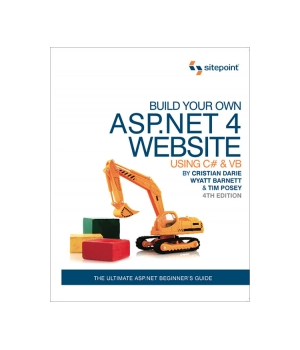 sitepoint
BUILD YOUR OWN
ASP.NET 4
WEBSITE
USING C# & VB
BY CRISTIAN DARIE
WYATT BARNETT
& TIM POSEY
4TH EDITION
THE ULTIMATE ASP.NET BEGINNER'S GUIDE